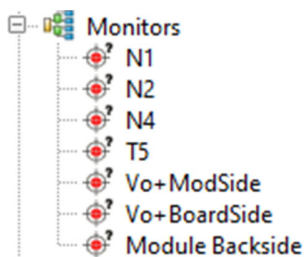 Monitors
N1
N2
N4
T5
Vo+ModSide
Vo+BoardSide
Module Backside